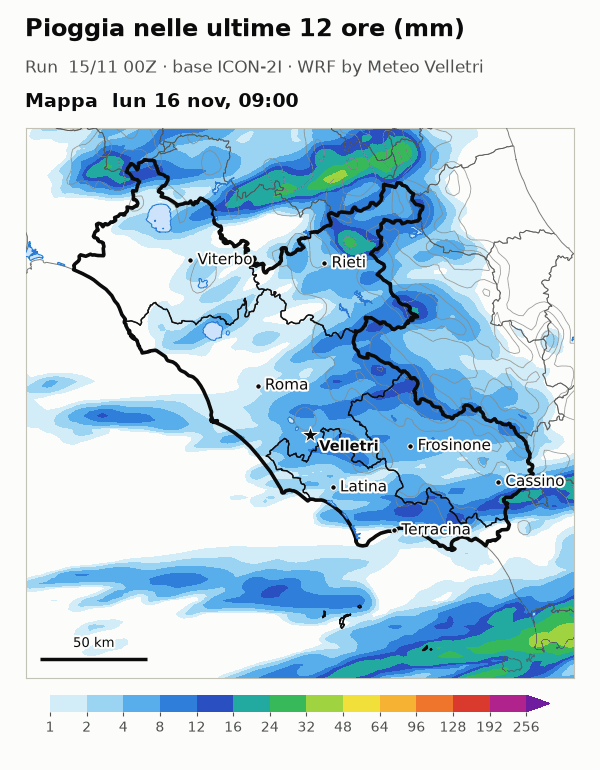 Pioggia nelle ultime 12 ore (mm)
Run  15/11 00Z · base ICON-2I · WRF by Meteo Velletri
Mappa  lun 16 nov, 09:00
Viterbo
Rieti
Roma
Velletri
Frosinone
Latina
Cassino
Terracina
50 km
1 2 4 8 12 16 24 32 48 64 96 128 192 256